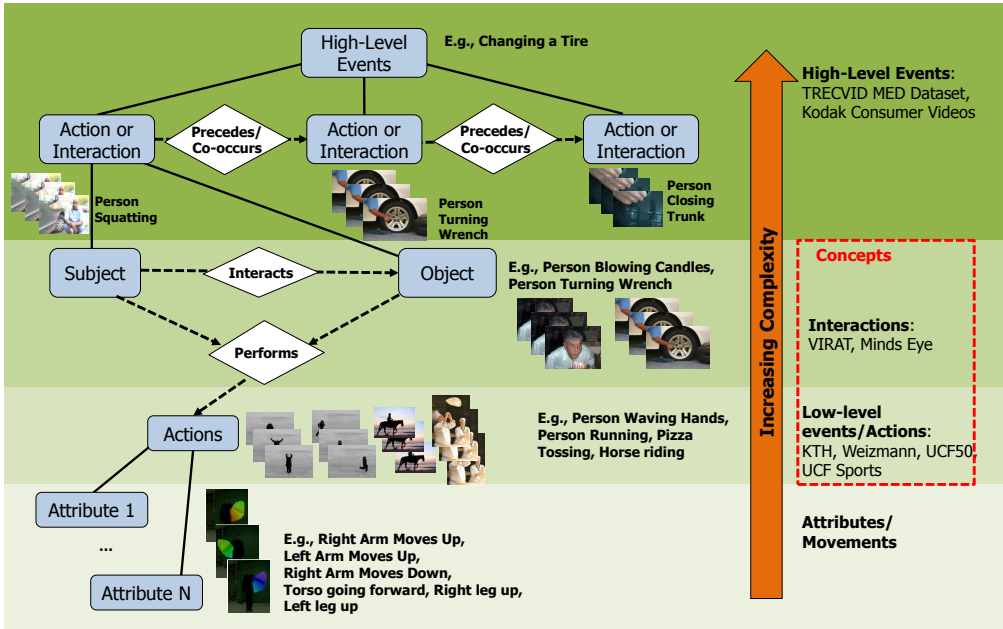 High-Level
Events
E.g., Changing a Tire
High-Level Events:
TRECVID MED Dataset,
Kodak Consumer Videos
Action or
Interaction
Precedes/
Co-occurs
Action or
Interaction
Precedes/
Co-occurs
Action or
Interaction
Person
Squatting
Person
Turning
Wrench
Person
Closing
Trunk
Subject
Interacts
Object
E.g., Person Blowing Candles,
Person Turning Wrench
Concepts
Interactions:
VIRAT, Minds Eye
Performs
Increasing Complexity
Actions
E.g., Person Waving Hands,
Person Running, Pizza
Tossing, Horse riding
Low-level
events/Actions:
KTH, Weizmann, UCF50,
UCF Sports
Attribute 1
...
Attribute N
E.g., Right Arm Moves Up,
Left Arm Moves Up,
Right Arm Moves Down,
Torso going forward, Right leg up,
Left leg up
Attributes/
Movements